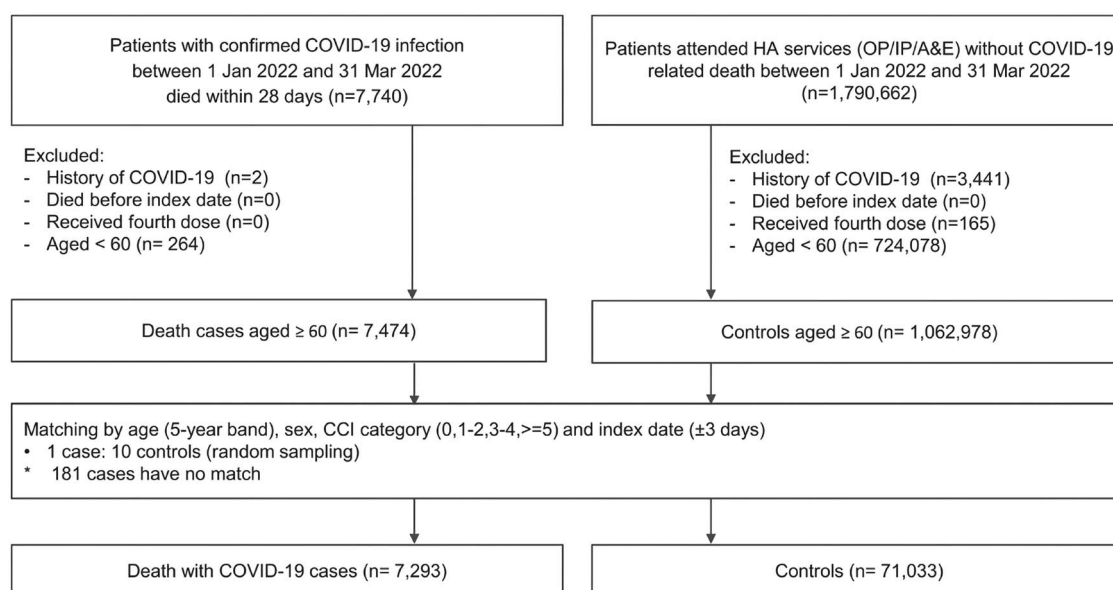 Patients with confirmed COVID-19 infection
between 1 Jan 2022 and 31 Mar 2022
died within 28 days (n=7,740)
Patients attended HA services (OP/IP/A&E) without COVID-19
related death between 1 Jan 2022 and 31 Mar 2022
(n=1,790,662)
Excluded:
- History of COVID-19 (n=2)
- Died before index date (n=0)
- Received fourth dose (n=0)
- Aged < 60 (n= 264)
Excluded:
- History of COVID-19 (n=3,441)
- Died before index date (n=0)
- Received fourth dose (n=165)
- Aged < 60 (n= 724,078)
Death cases aged ≥ 60 (n= 7,474)
Controls aged ≥ 60 (n= 1,062,978)
Matching by age (5-year band), sex, CCI category (0,1-2,3-4,>=5) and index date (±3 days)
• 1 case: 10 controls (random sampling)
* 181 cases have no match
Death with COVID-19 cases (n= 7,293)
Controls (n= 71,033)